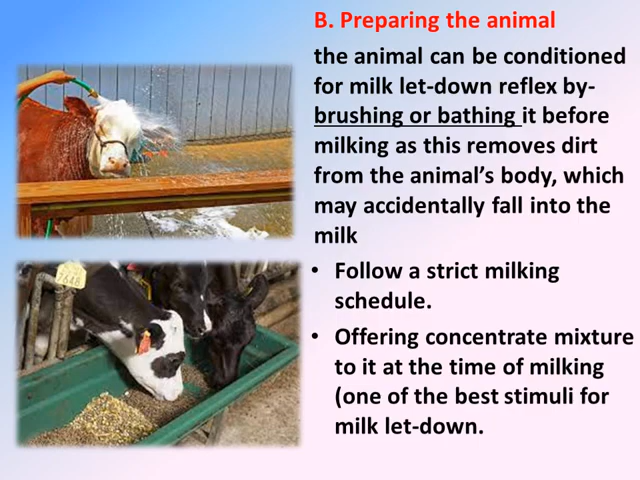 B. Preparing the animal
the animal can be conditioned
for milk let-down reflex by-
brushing or bathing it before
milking as this removes dirt
from the animal's body, which
may accidentally fall into the
milk
• Follow a strict milking
schedule.
• Offering concentrate mixture
to it at the time of milking
(one of the best stimuli for
milk let-down.